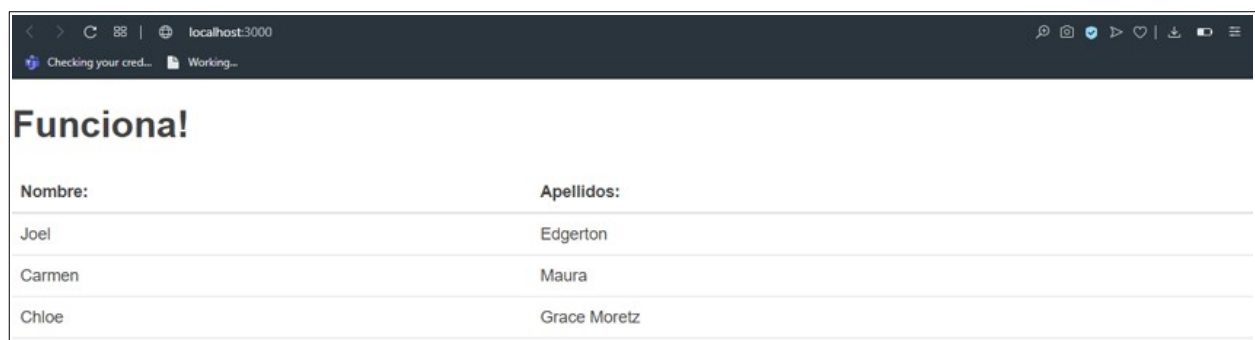 localhost:3000
Checking your cred... Working...
Funciona!
Nombre: Apellidos:
Joel Edgerton
Carmen Maura
Chloe Grace Moretz